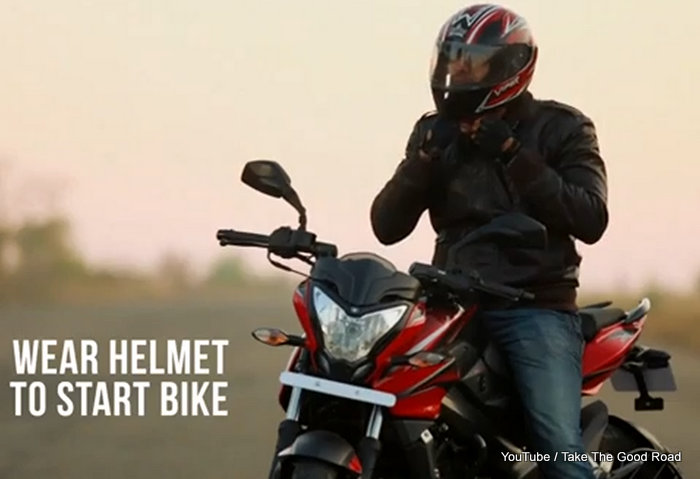 WEAR HELMET
TO START BIKE
YouTube / Take The Good Road